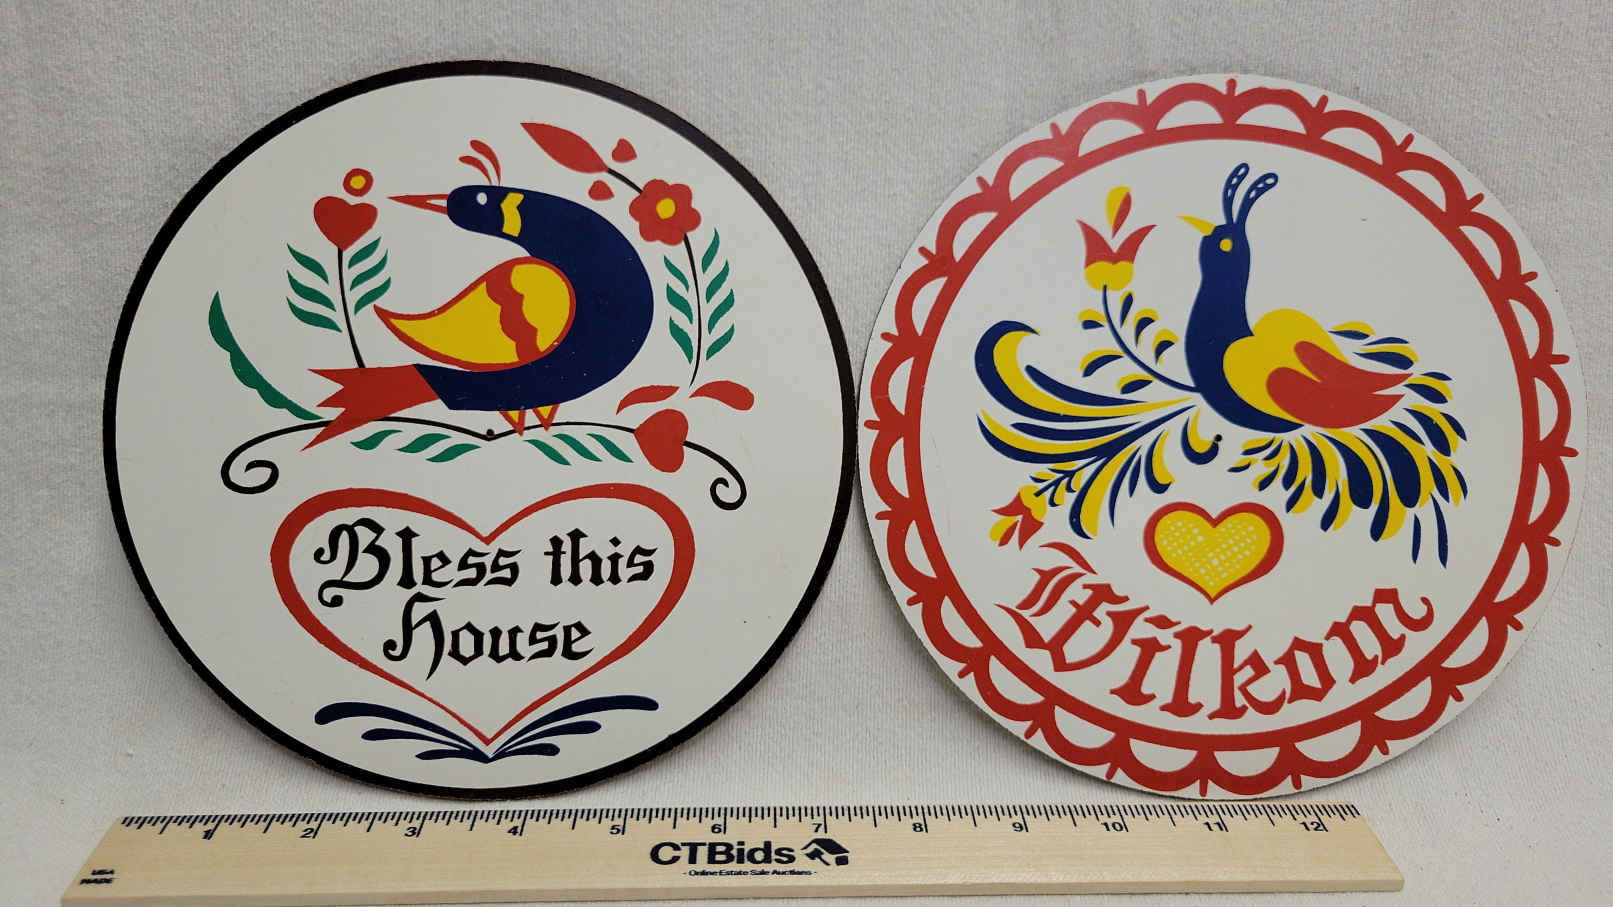 Bless this
House
Wilkom
1 2 3 4 5 6 7 8 9 10 11 12
CTBids
- Online Estate Sale Auctions -
USA
MADE